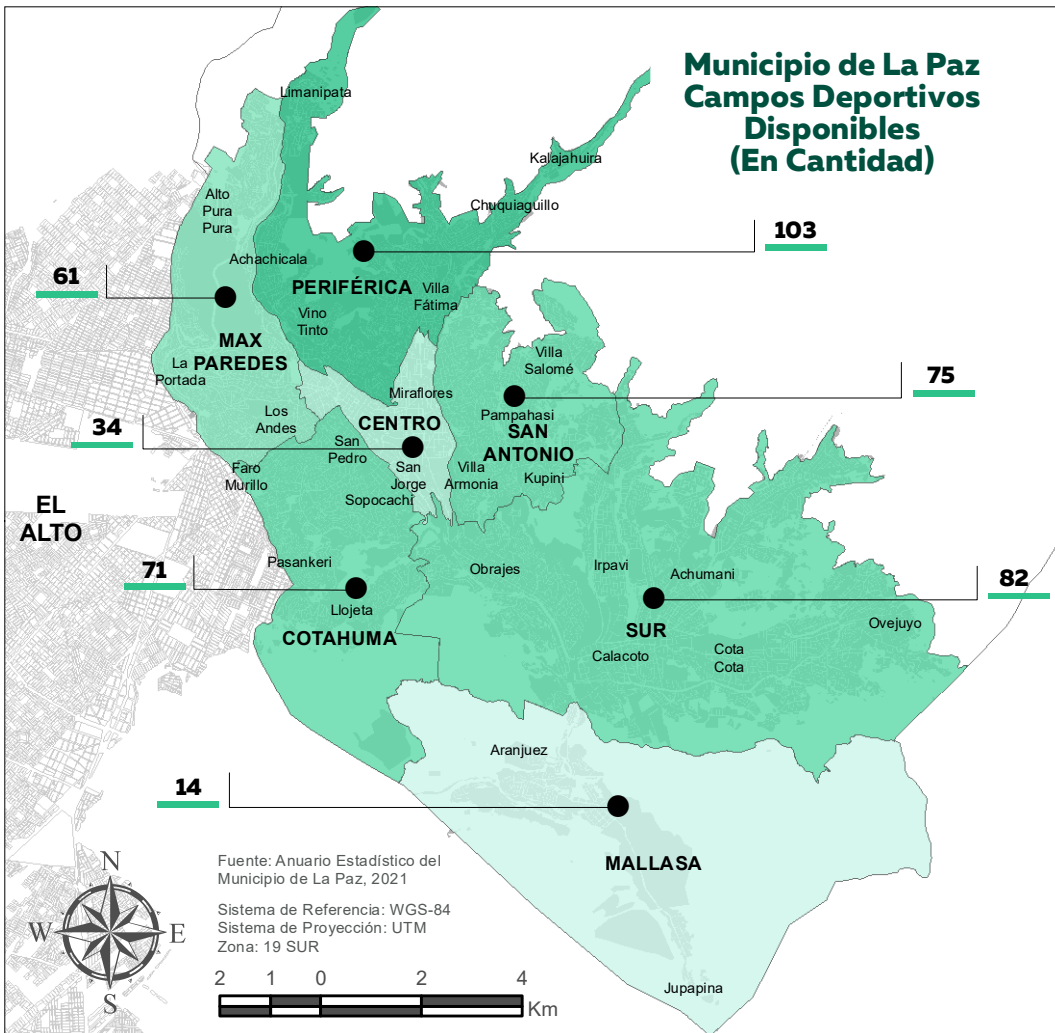 Municipio de La Paz
Campos Deportivos
Disponibles
(En Cantidad)
Limanipata
Kalajahuira
Alto
Pura
Pura
Chuquiaguillo
103
Achachicala
61
PERIFÉRICA
Villa
Fátima
Vino
Tinto
MAX
PAREDES
La
Portada
Villa
Salomé
75
Miraflores
Pampahasi
Los
Andes
CENTRO
34
SAN
ANTONIO
San
Pedro
Faro
Murillo
San
Jorge
Villa
Armonia
Kupini
Sopocachi
EL
ALTO
Pasankeri
Obrajes
Irpavi
Achumani
71
82
Llojeta
COTAHUMA
SUR
Ovejuyo
Calacoto
Cota
Cota
Aranjuez
14
MALLASA
Fuente: Anuario Estadístico del
Municipio de La Paz, 2021
Sistema de Referencia: WGS-84
Sistema de Proyección: UTM
Zona: 19 SUR
N
W
E
S
2 1 0 2 4
Km
Jupapina